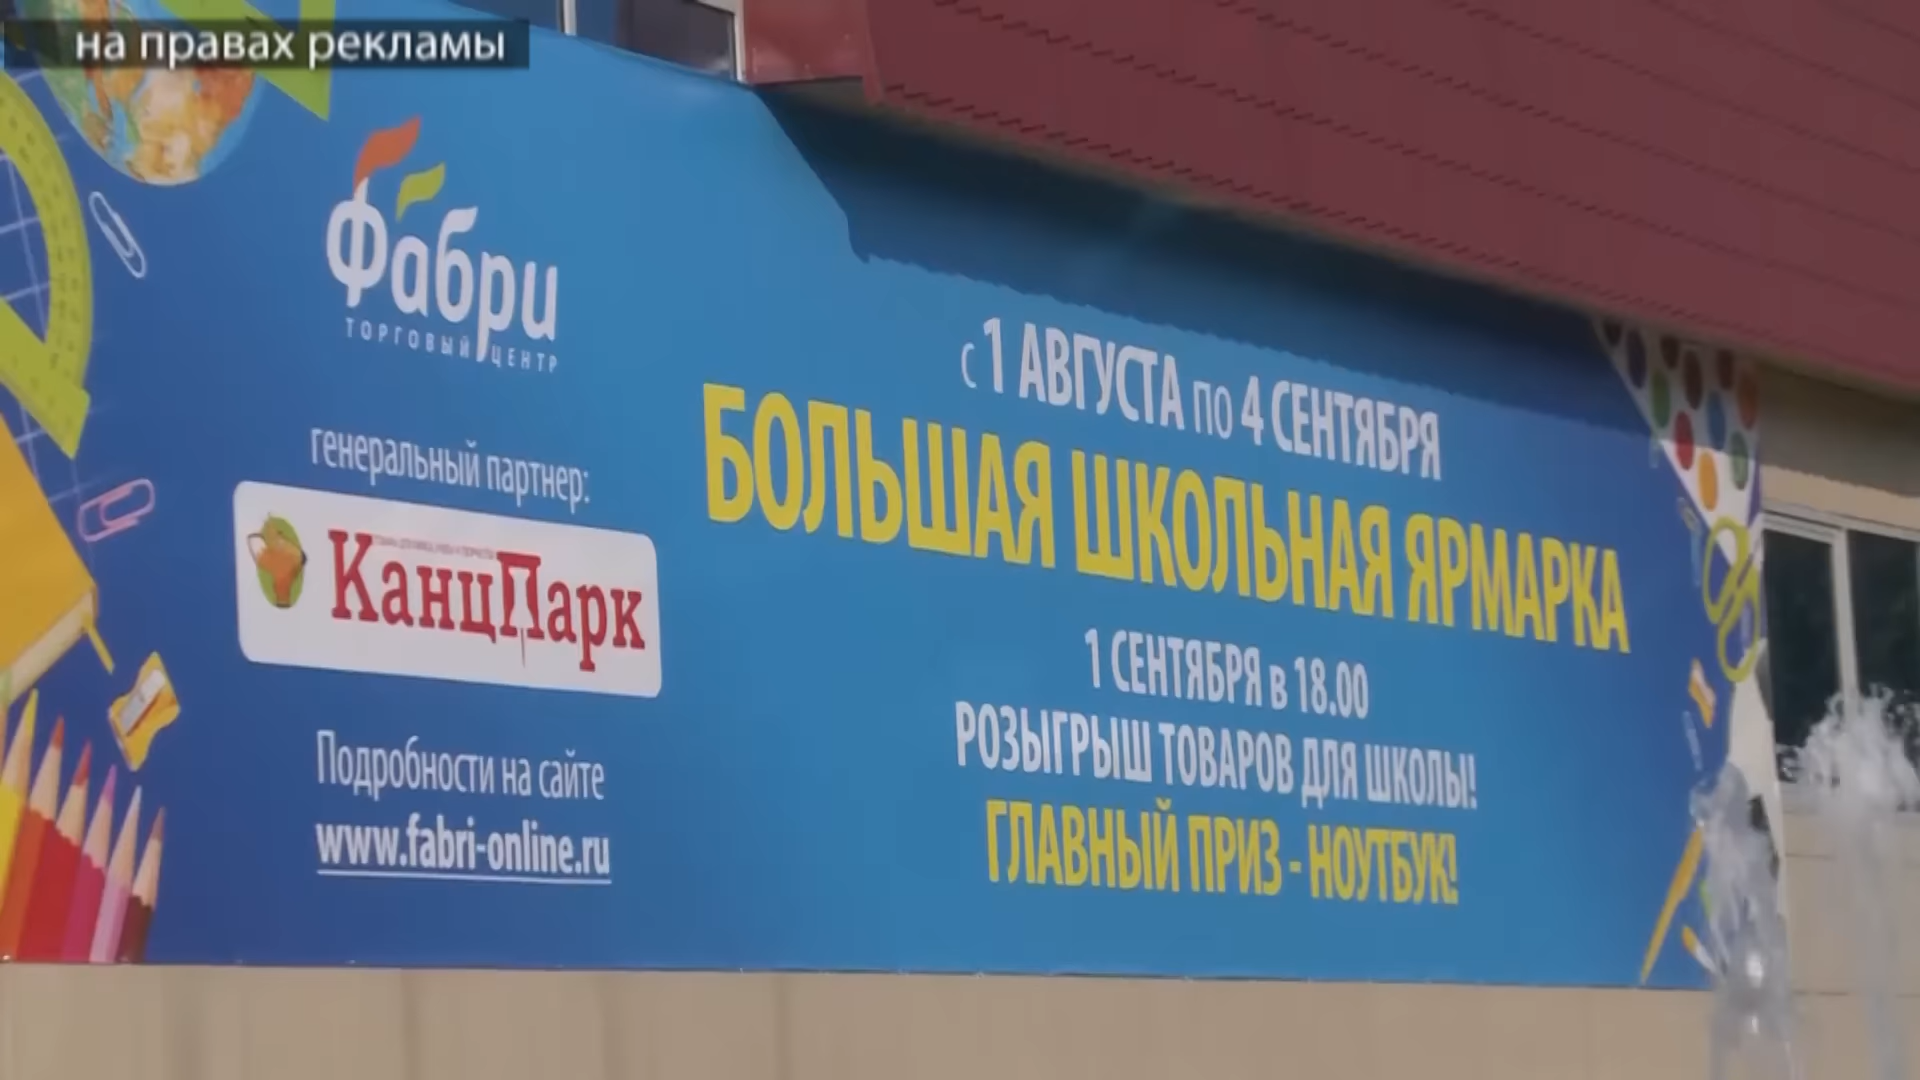 на правах рекламы
Фабри
ТОРГОВЫЙ ЦЕНТР
генеральный партнер:
КанцПарк
Подробности на сайте
www.fabri-online.ru
с 1 АВГУСТА по 4 СЕНТЯБРЯ
БОЛЬШАЯ ШКОЛЬНАЯ ЯРМАРКА
1 СЕНТЯБРЯ в 18.00
РОЗЫГРЫШ ТОВАРОВ ДЛЯ ШКОЛЫ!
ГЛАВНЫЙ ПРИЗ - НОУТБУК!